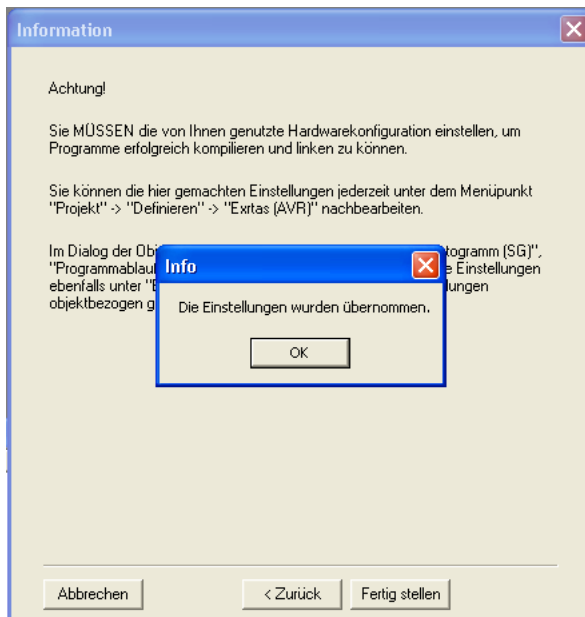 Information
Achtung!
Sie MÜSSEN die von Ihnen genutzte Hardwarekonfiguration einstellen, um
Programme erfolgreich kompilieren und linken zu können.
Sie können die hier gemachten Einstellungen jederzeit unter dem Menüpunkt
"Projekt" -> "Definieren" -> "Exrtas (AVR)" nachbearbeiten.
Im Dialog der Obj togramm (SG)",
"Programmablau e Einstellungen
ebenfalls unter "E lungen
objektbezogen g
Info
Die Einstellungen wurden übernommen.
OK
Abbrechen
< Zurück
Fertig stellen